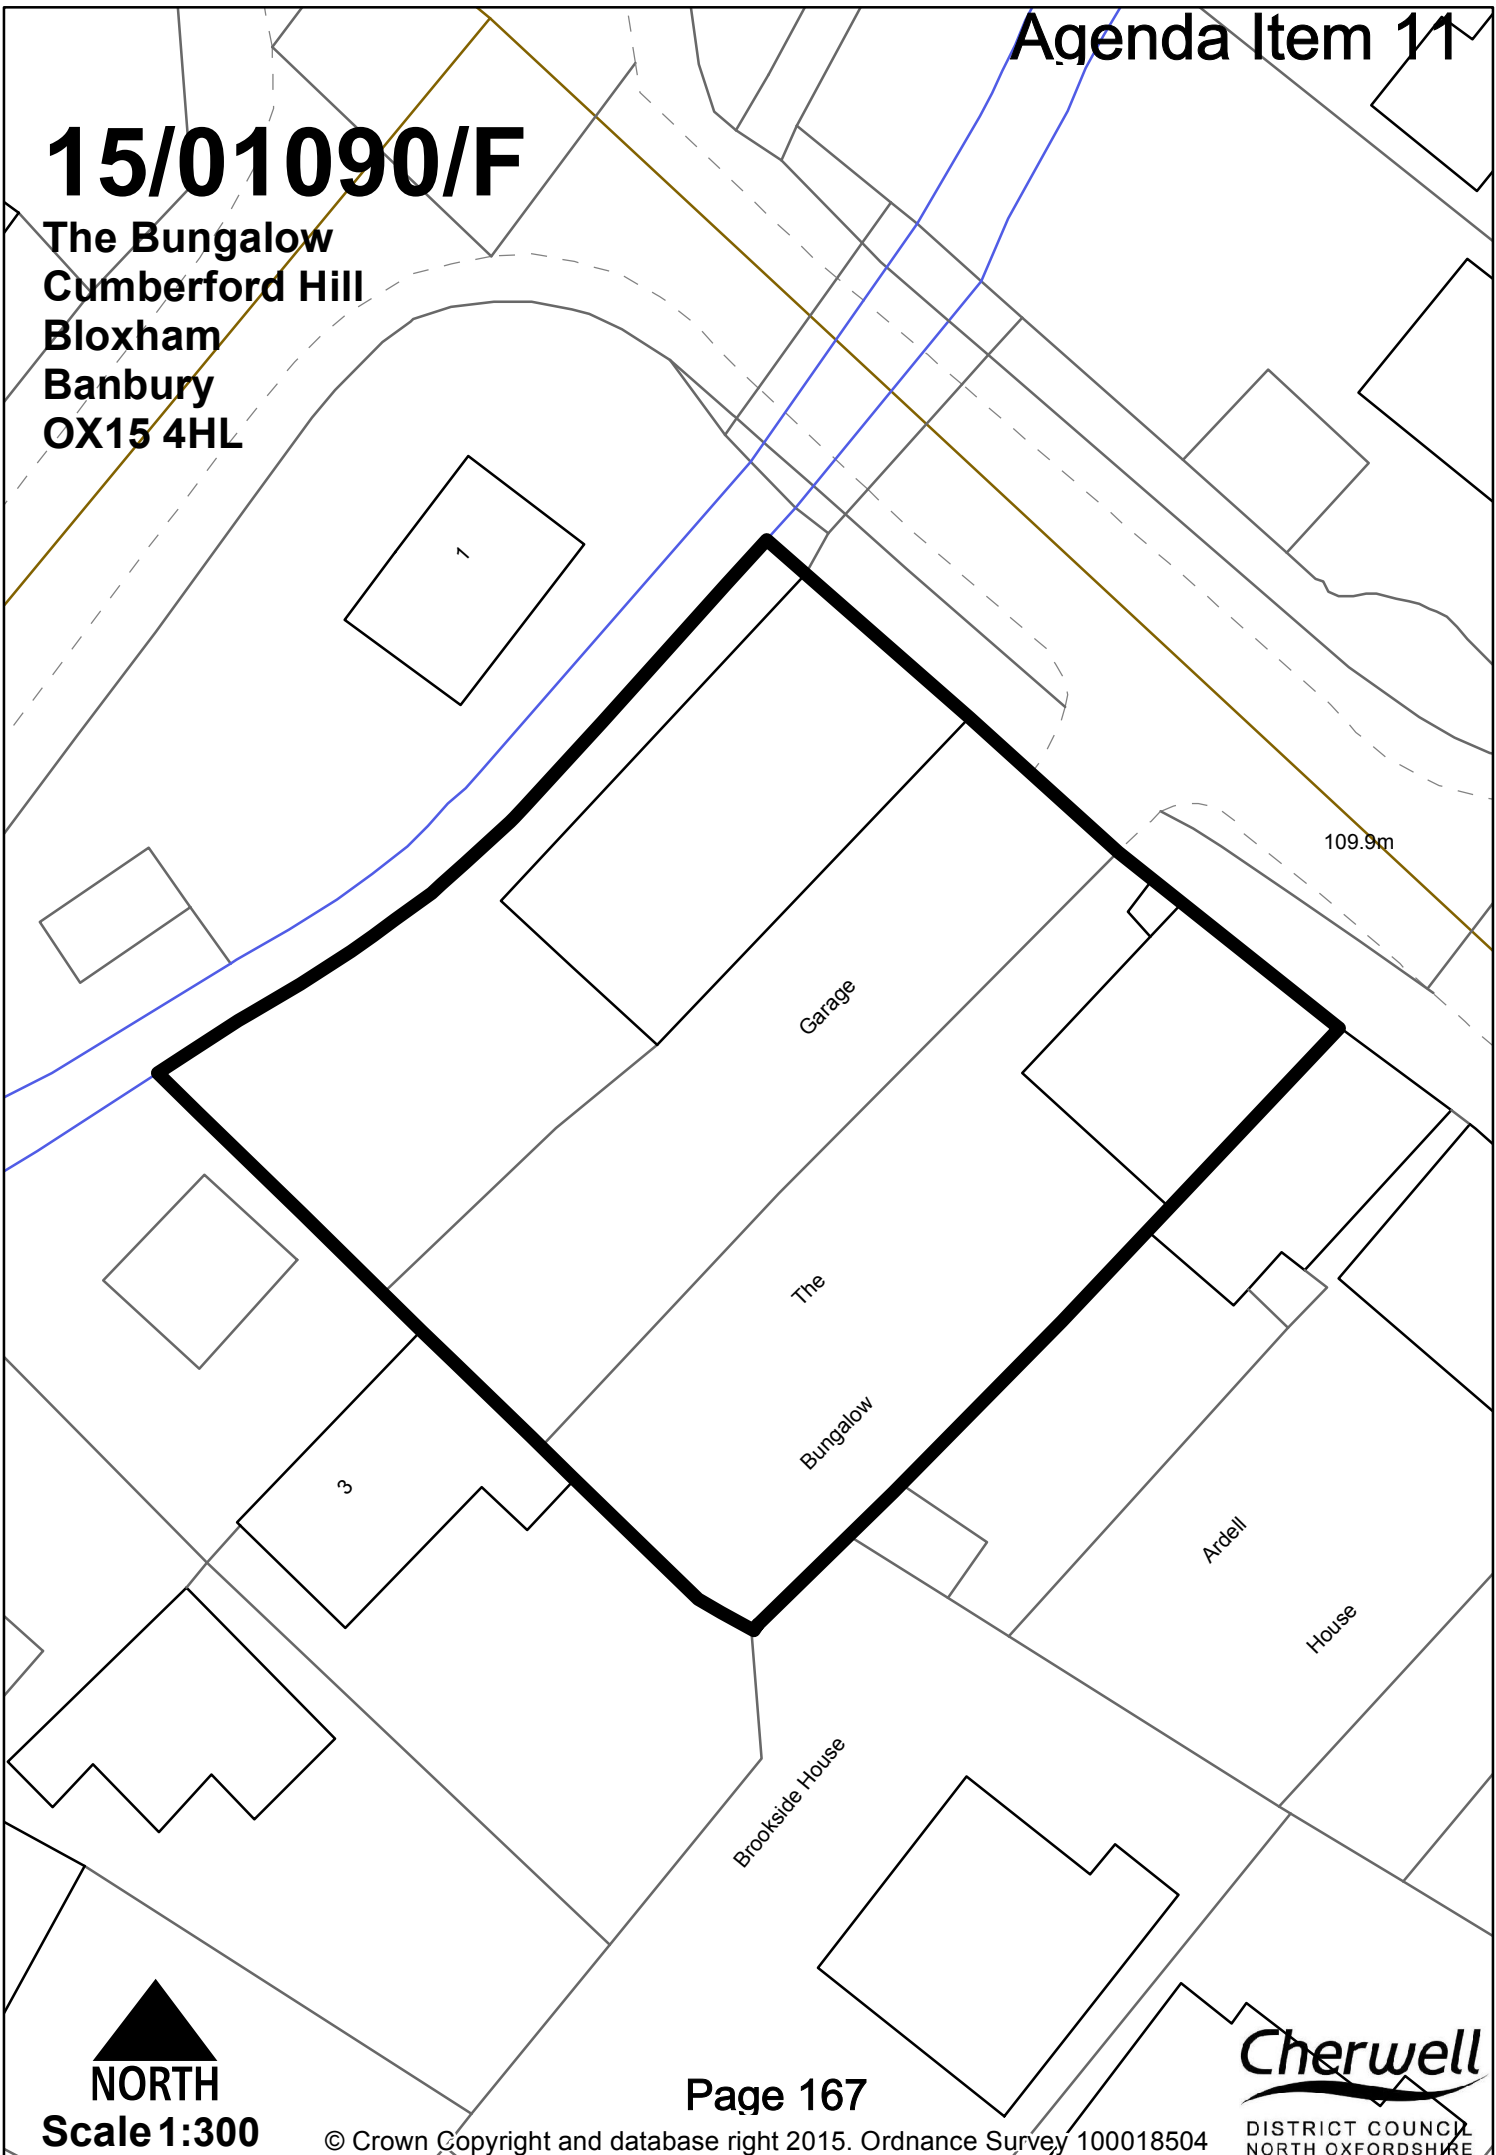 Agenda Item 11
15/01090/F
The Bungalow
Cumberford Hill
Bloxham
Banbury
OX15 4HL
1
109.9m
Garage
The
Bungalow
3
Ardell
House
Brookside House
NORTH
Scale 1:300
Page 167
© Crown Copyright and database right 2015. Ordnance Survey 100018504
Cherwell
DISTRICT COUNCIL
NORTH OXFORDSHIRE